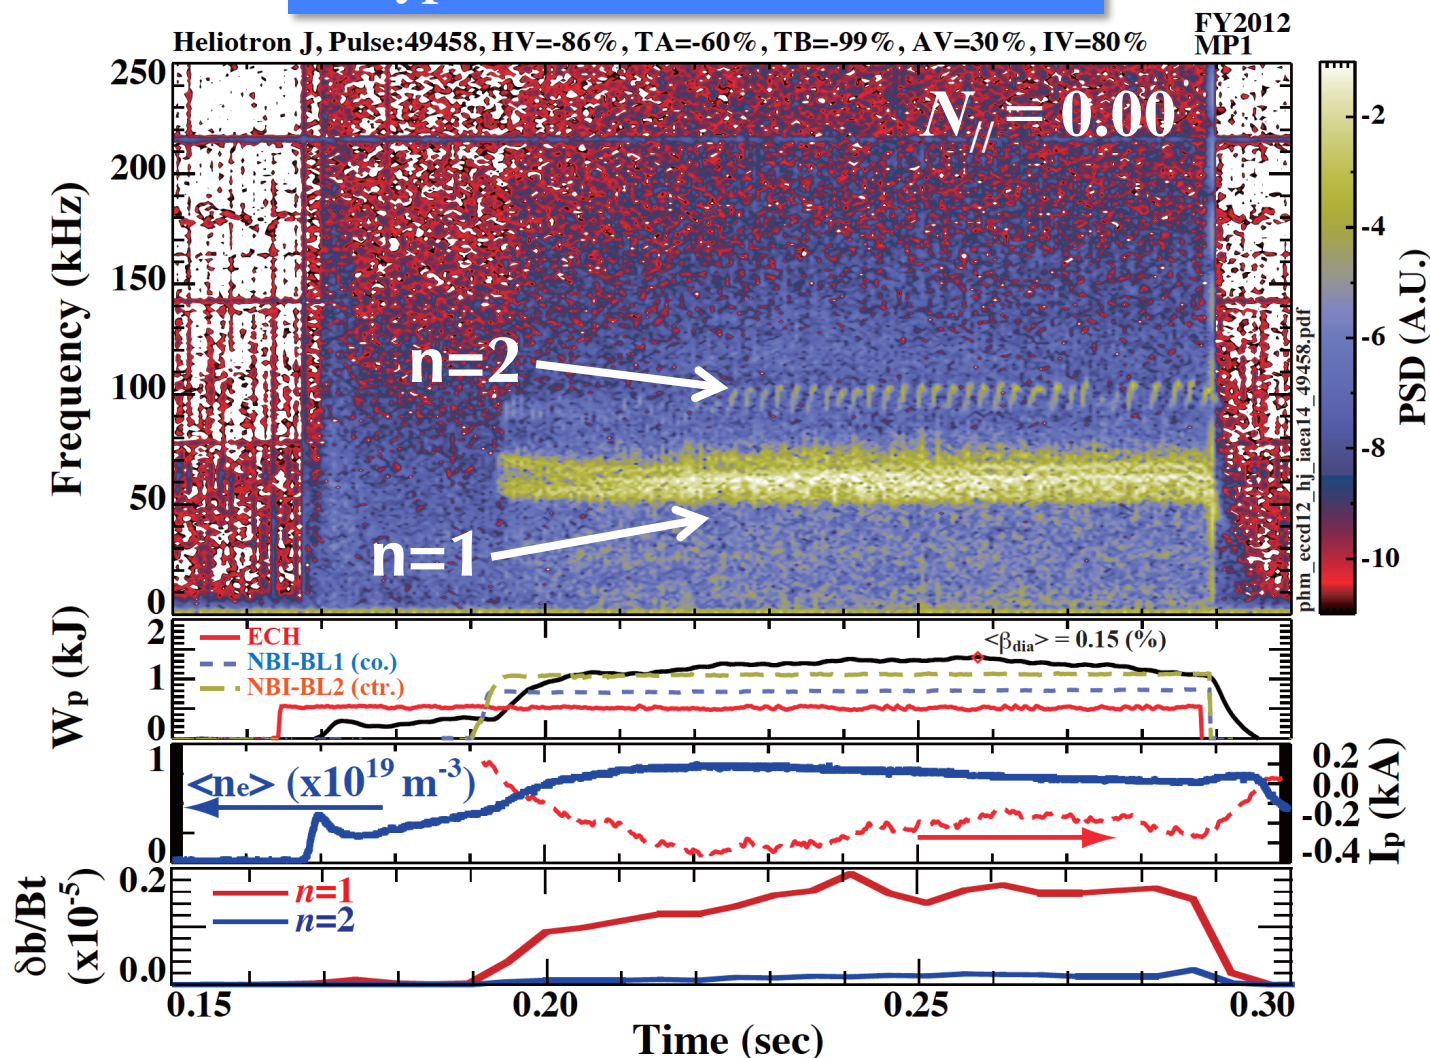 FY2012
Heliotron J, Pulse:49458, HV=-86%, TA=-60%, TB=-99%, AV=30%, IV=80%
MP1
250
200
150
100
50
0
Frequency (kHz)
N// = 0.00
n=2
n=1
-2
-4
-6
-8
-10
PSD (A.U.)
phm_eccd12_hj_iaea14_49458.pdf
2
1
0
Wp (kJ)
ECH
NBI-BL1 (co.)
NBI-BL2 (ctr.)
<βdia> = 0.15 (%)
1
0
<ne> (x10^19 m^-3)
0.2
0.0
-0.2
-0.4
Ip (kA)
0.2
0.0
δb/Bt
(x10^-5)
n=1
n=2
0.15
0.20
0.25
0.30
Time (sec)